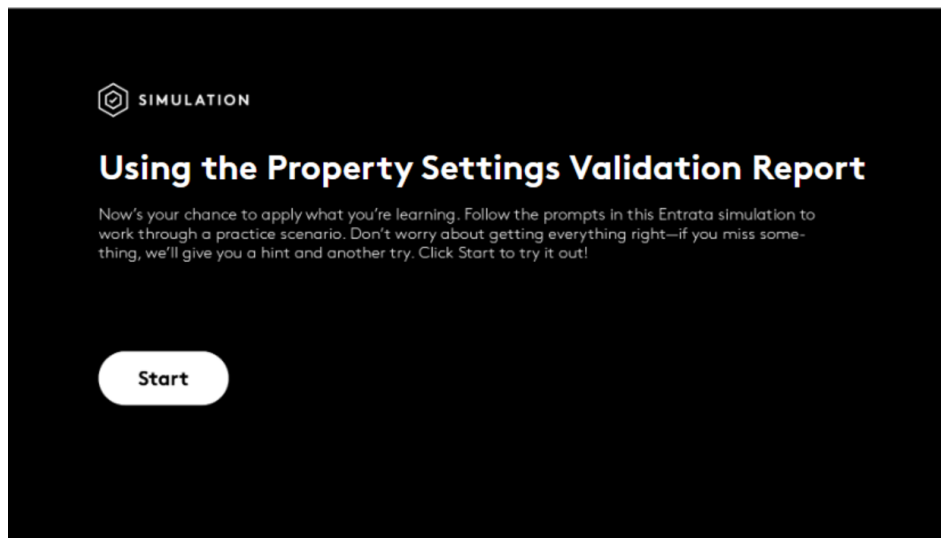 SIMULATION
Using the Property Settings Validation Report
Now's your chance to apply what you're learning. Follow the prompts in this Entrata simulation to
work through a practice scenario. Don't worry about getting everything right—if you miss some-
thing, we'll give you a hint and another try. Click Start to try it out!
Start